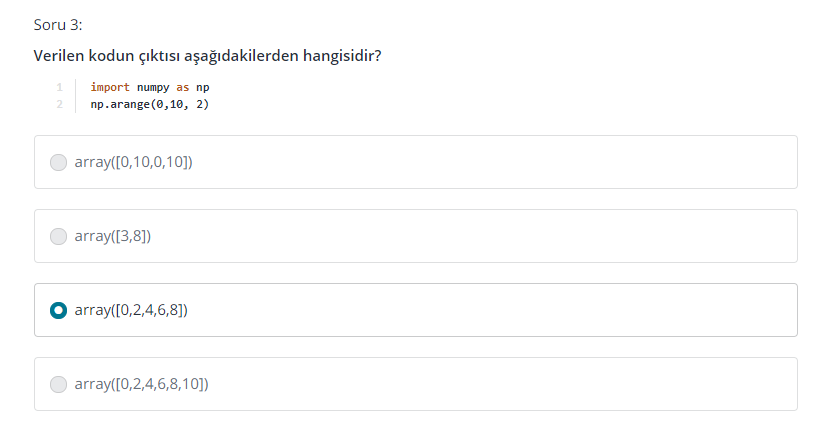 Soru 3:
Verilen kodun çıktısı aşağıdakilerden hangisidir?
1 import numpy as np
2 np.arange(0,10, 2)
array([0,10,0,10])
array([3,8])
array([0,2,4,6,8])
array([0,2,4,6,8,10])